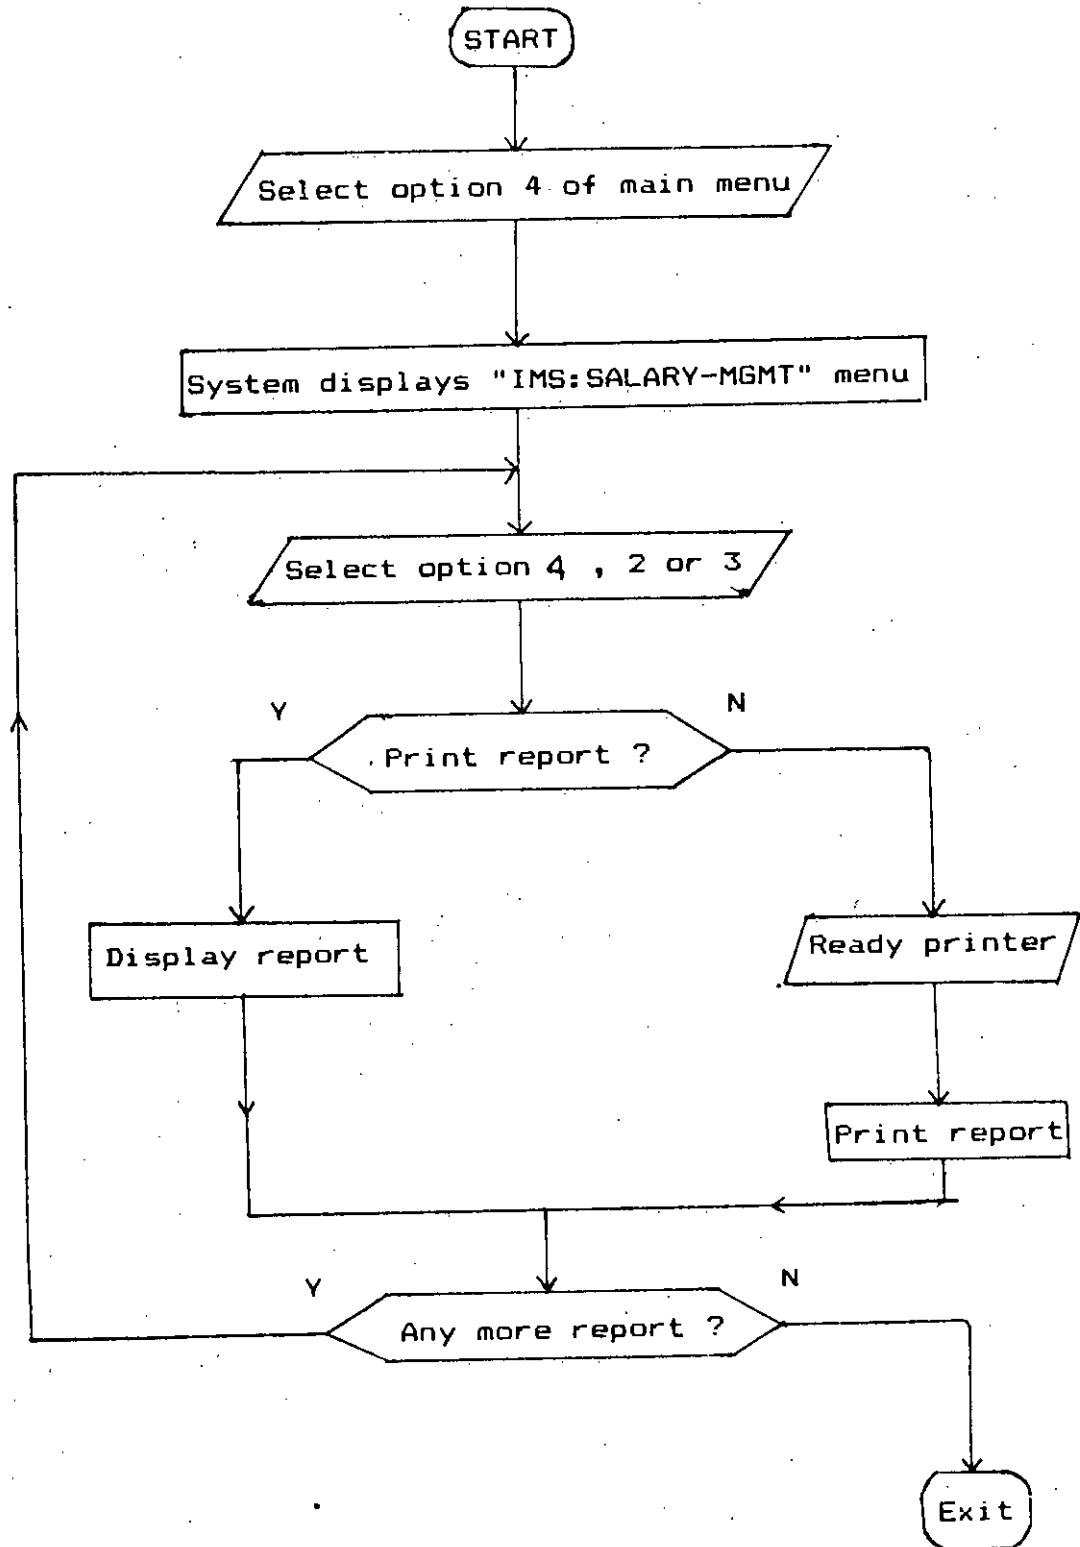 START
Select option 4 of main menu
System displays "IMS:SALARY-MGMT" menu
Select option 4 , 2 or 3
Y
N
Print report ?
Display report
Ready printer
Print report
Y
N
Any more report ?
Exit